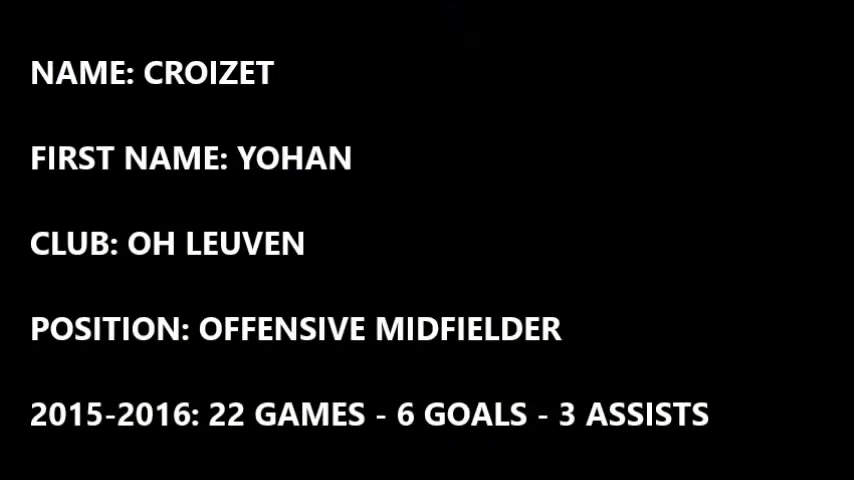 NAME: CROIZET
FIRST NAME: YOHAN
CLUB: OH LEUVEN
POSITION: OFFENSIVE MIDFIELDER
2015-2016: 22 GAMES - 6 GOALS - 3 ASSISTS